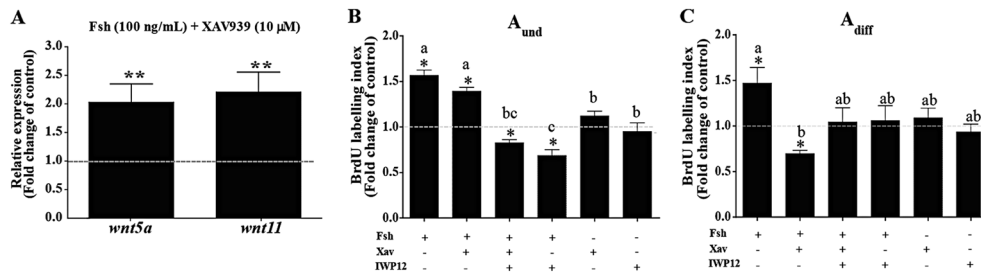 A
Fsh (100 ng/mL) + XAV939 (10 µM)
Relative expression
(Fold change of control)
3.0
2.5
2.0
1.5
1.0
0.5
0.0
** **
wnt5a wnt11
B
A und
BrdU labelling index
(Fold change of control)
2.0
1.5
1.0
0.5
0.0
a a bc c b b
* * * *
Fsh + + + + - -
Xav - + + - + -
IWP12 - - + + - +
C
A diff
BrdU labelling index
(Fold change of control)
2.0
1.5
1.0
0.5
0.0
a b ab ab ab ab
* *
Fsh + + + + - -
Xav - + + - + -
IWP12 - - + + - +